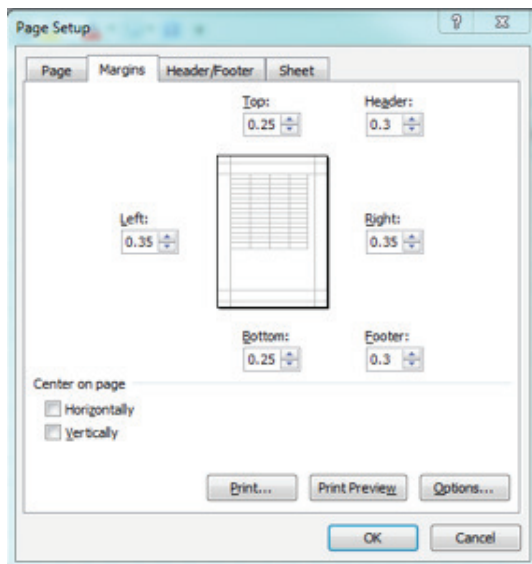 Page Setup
Page Margins Header/Footer Sheet
Top: Header:
0.25 0.3
Left: Right:
0.35 0.35
Bottom: Footer:
0.25 0.3
Center on page
Horizontally
Vertically
Print... Print Preview Options...
OK Cancel